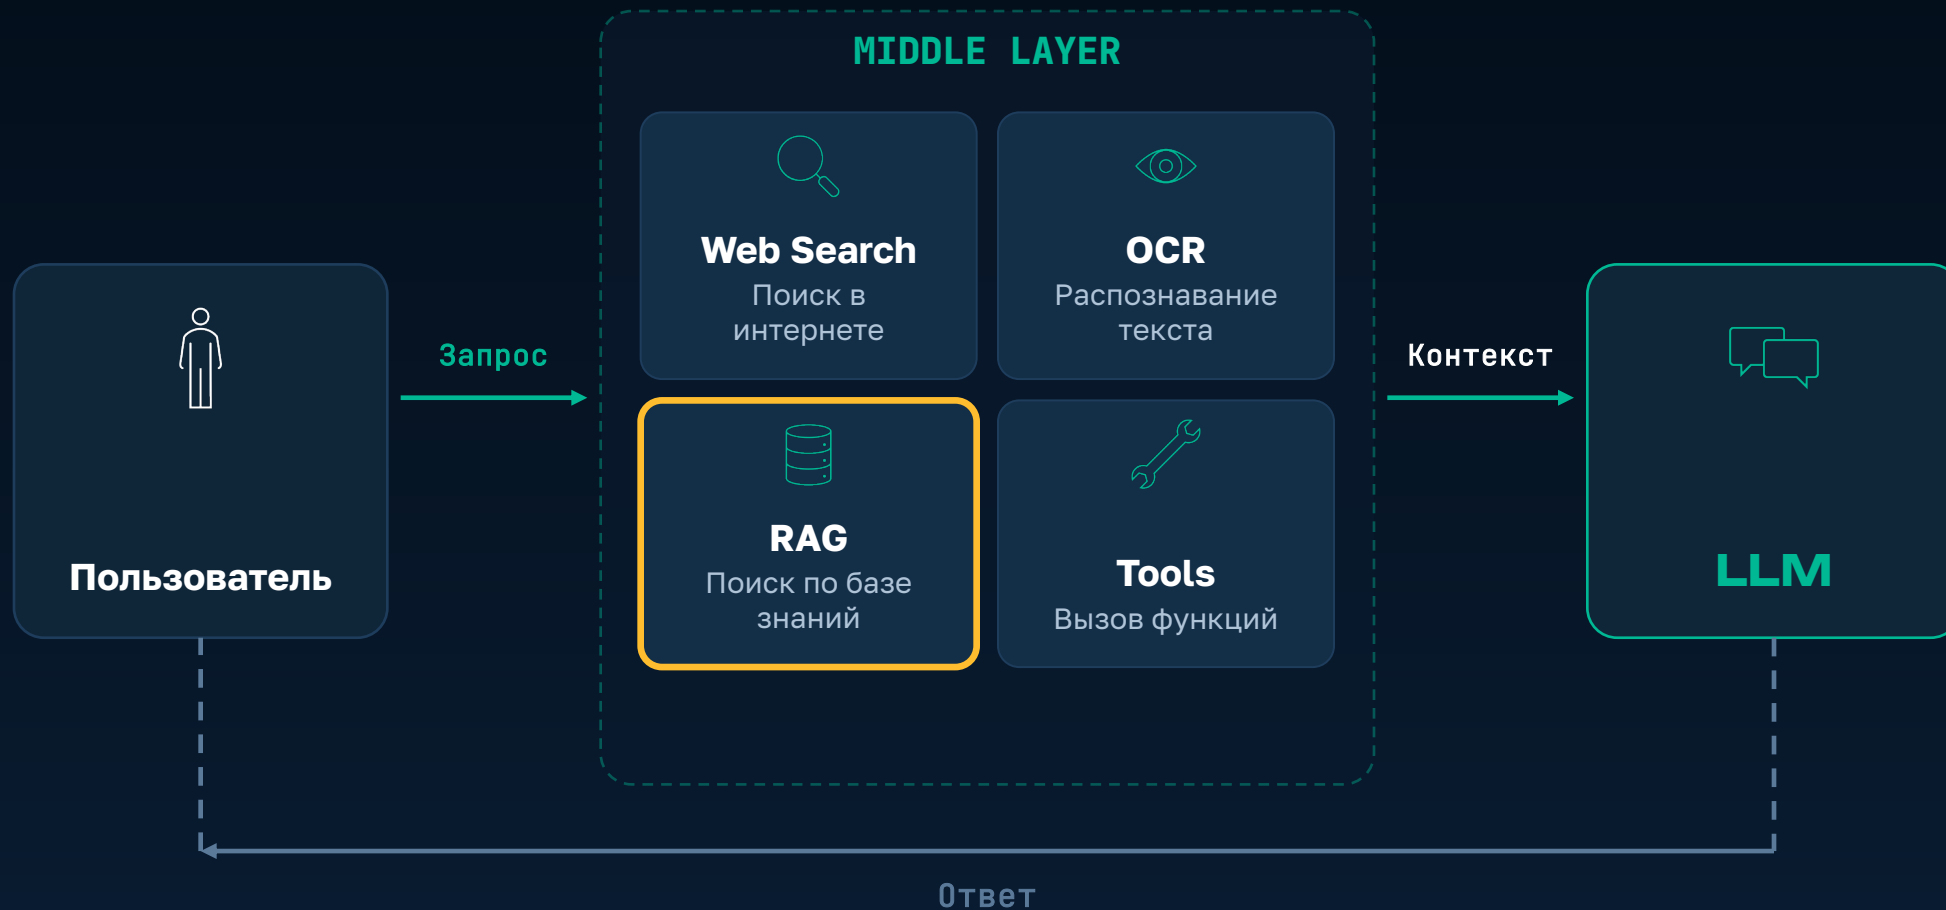 MIDDLE LAYER
Web Search
Поиск в
интернете
OCR
Распознавание
текста
Запрос
Контекст
RAG
Поиск по базе
знаний
Tools
Вызов функций
Пользователь
LLM
Ответ